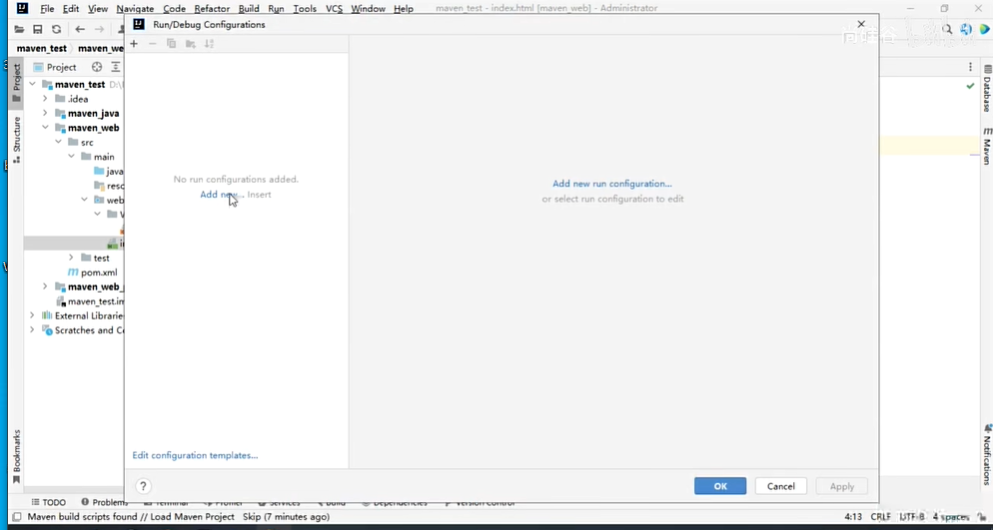 File Edit View Navigate Code Refactor Build Run Tools VCS Window Help maven_test - index.html [maven_web] - Administrator
Run/Debug Configurations
maven_test maven_we
Project
Project
maven_test
.idea
maven_java
maven_web
src
main
java
reso
web
test
pom.xml
maven_web_
maven_test.im
External Librarie
Scratches and Co
Structure
Bookmarks
No run configurations added.
Add new... Insert
Add new run configuration...
or select run configuration to edit
Edit configuration templates...
?
OK Cancel Apply
Database
Maven
Notifications
TODO Problems Terminal Profiler Services Build Dependencies Version Control
Maven build scripts found // Load Maven Project Skip (7 minutes ago) 4:13 CRLF UTF-8 4 spaces